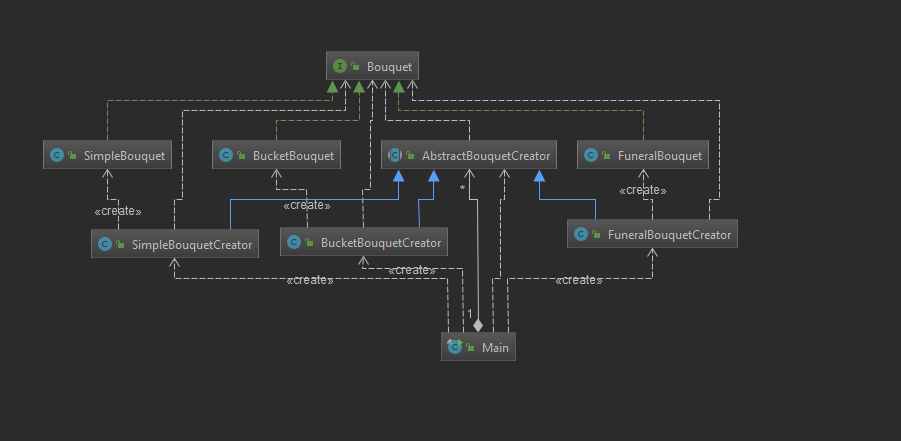 Bouquet
SimpleBouquet
BucketBouquet
AbstractBouquetCreator
FuneralBouquet
*
«create»
«create»
«create»
SimpleBouquetCreator
BucketBouquetCreator
FuneralBouquetCreator
«create»
«create»
«create»
1
Main